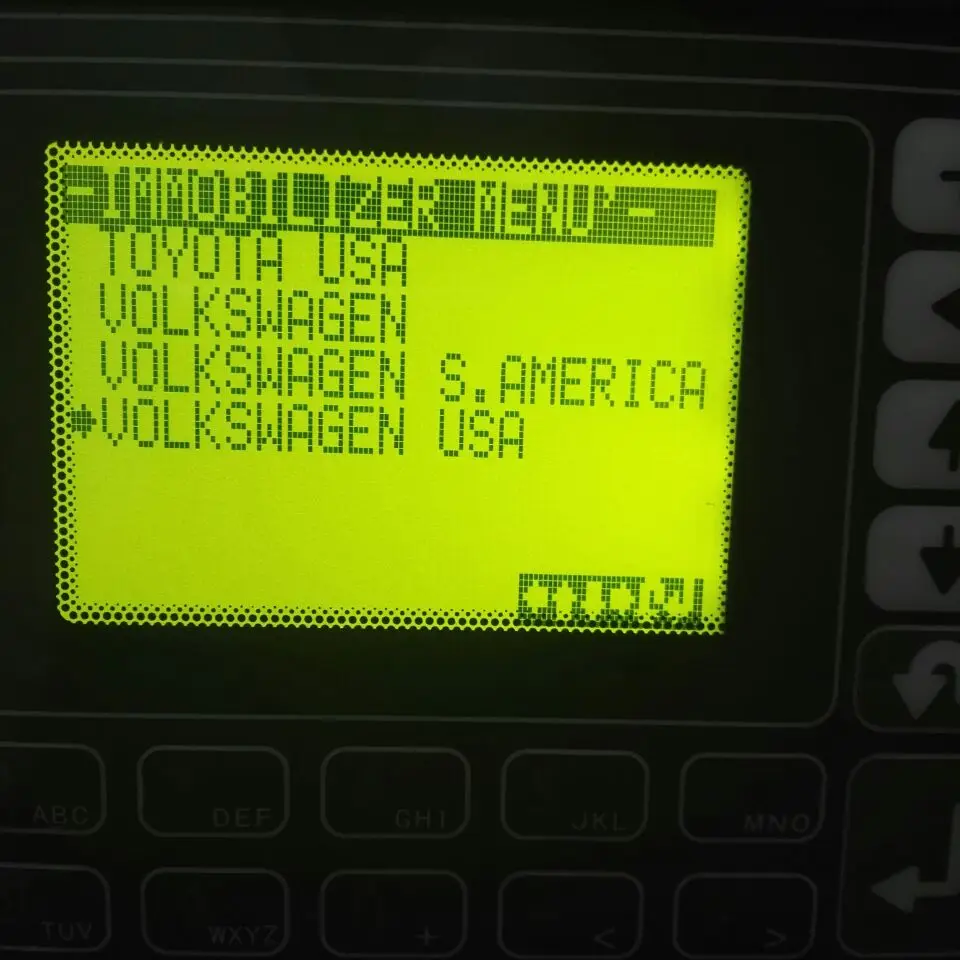 -IMMOBILIZER MENU-
TOYOTA USA
VOLKSWAGEN
VOLKSWAGEN S.AMERICA
VOLKSWAGEN USA
ABC DEF GHI JKL MNO
TUV WXYZ + < >